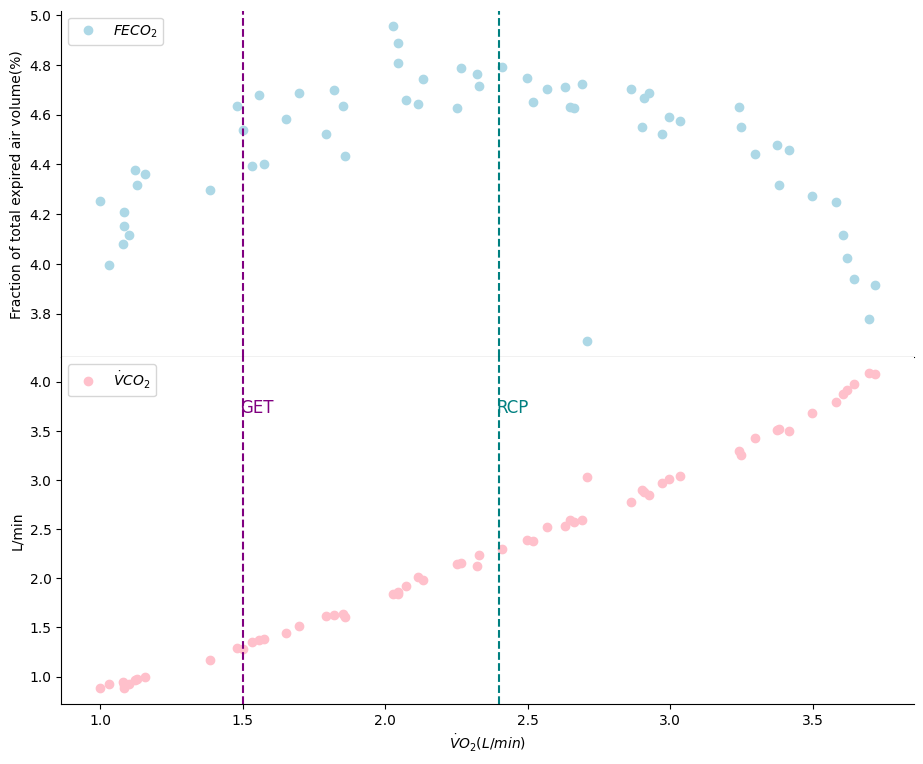 5.0
FECO₂
4.8
4.6
4.4
4.2
4.0
3.8
Fraction of total expired air volume(%)
V̇CO₂
4.0
GET
RCP
3.5
3.0
2.5
2.0
1.5
1.0
L/min
1.0 1.5 2.0 2.5 3.0 3.5
V̇O₂(L/min)